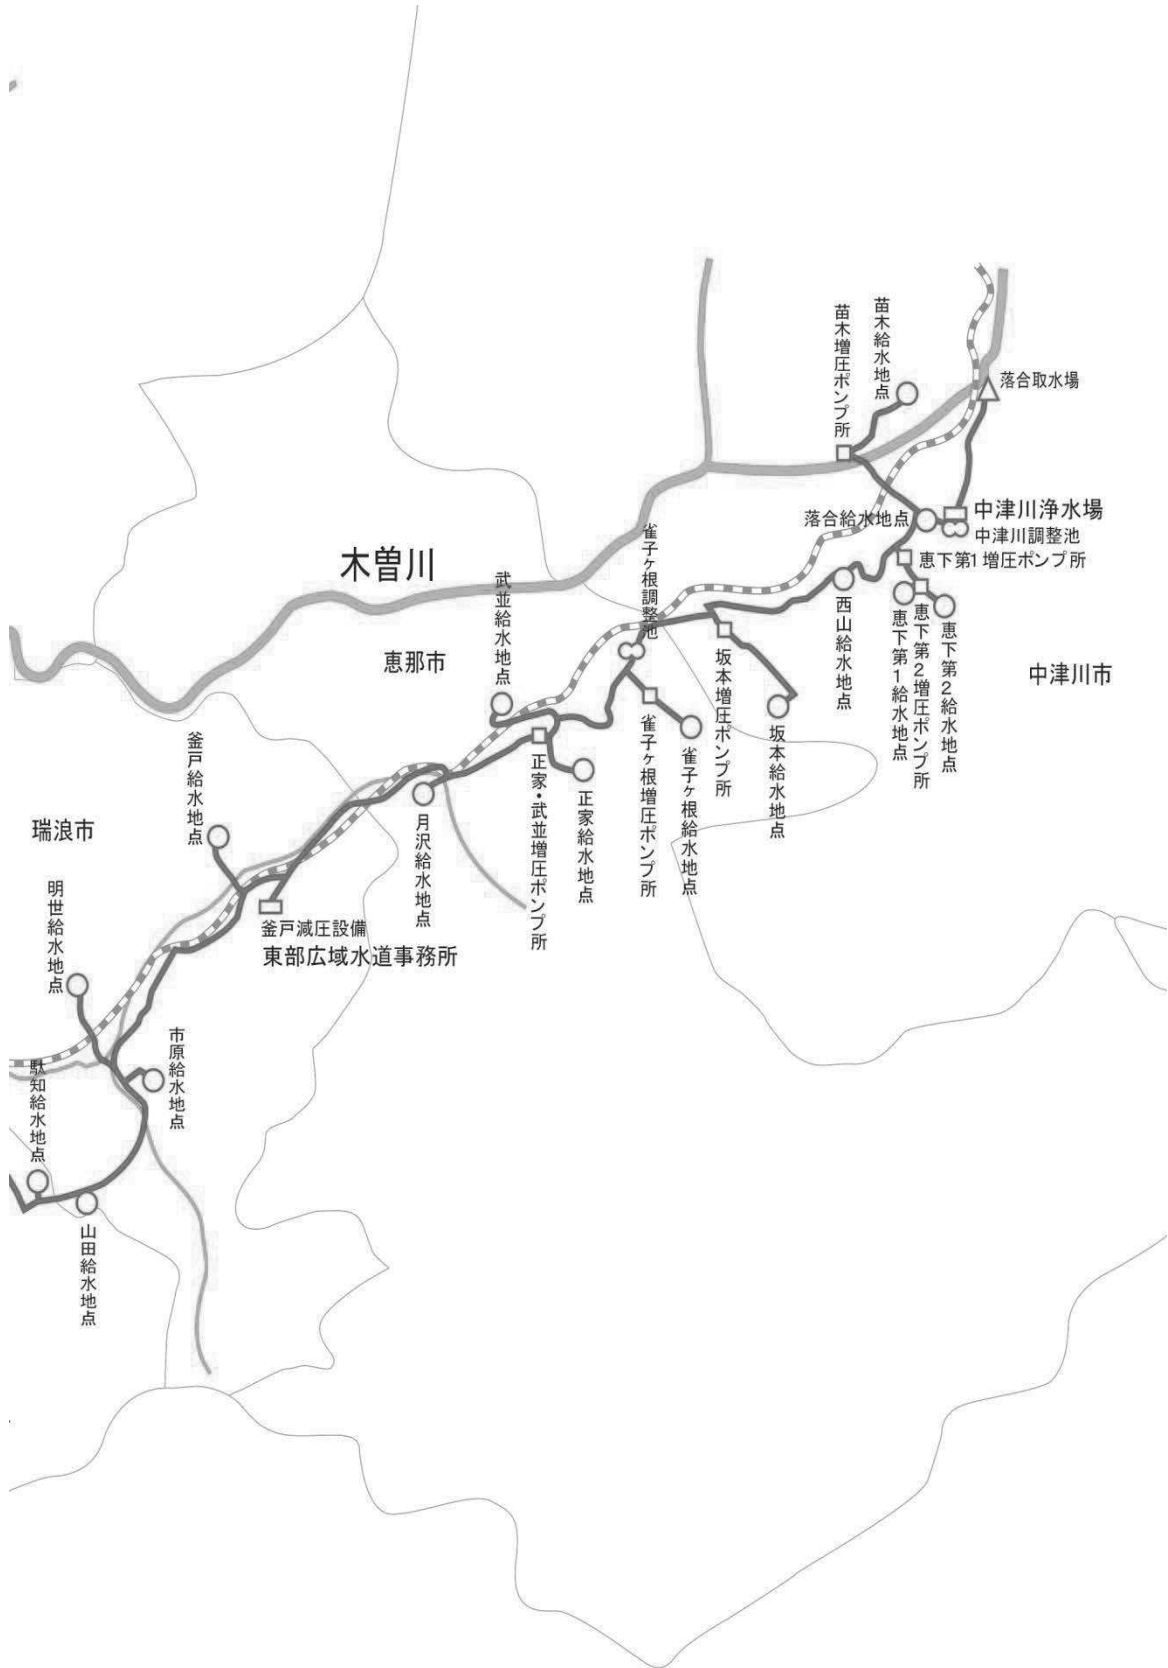 苗木給水地点
苗木増圧ポンプ所
落合取水場
中津川浄水場
落合給水地点
中津川調整池
恵下第1増圧ポンプ所
雀子ヶ根調整池
木曽川
武並給水地点
西山給水地点
恵下第1給水地点
恵下第2増圧ポンプ所
恵下第2給水地点
恵那市
中津川市
坂本増圧ポンプ所
坂本給水地点
雀子ヶ根増圧ポンプ所
雀子ヶ根給水地点
釜戸給水地点
正家・武並増圧ポンプ所
正家給水地点
月沢給水地点
瑞浪市
明世給水地点
釜戸減圧設備
東部広域水道事務所
市原給水地点
駄知給水地点
山田給水地点